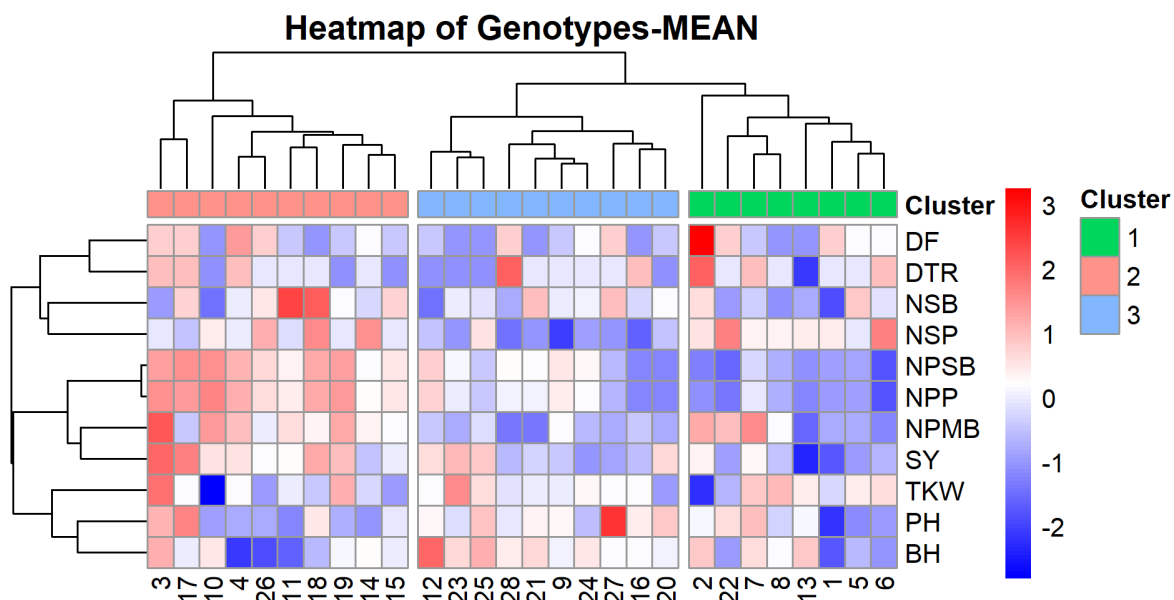 Heatmap of Genotypes-MEAN
Cluster
DF
DTR
NSB
NSP
NPSB
NPP
NPMB
SY
TKW
PH
BH
3 17 10 4 26 11 18 19 14 15 12 23 25 28 21 9 24 27 16 20 2 22 7 8 13 1 5 6
3
2
1
0
-1
-2
Cluster
1
2
3